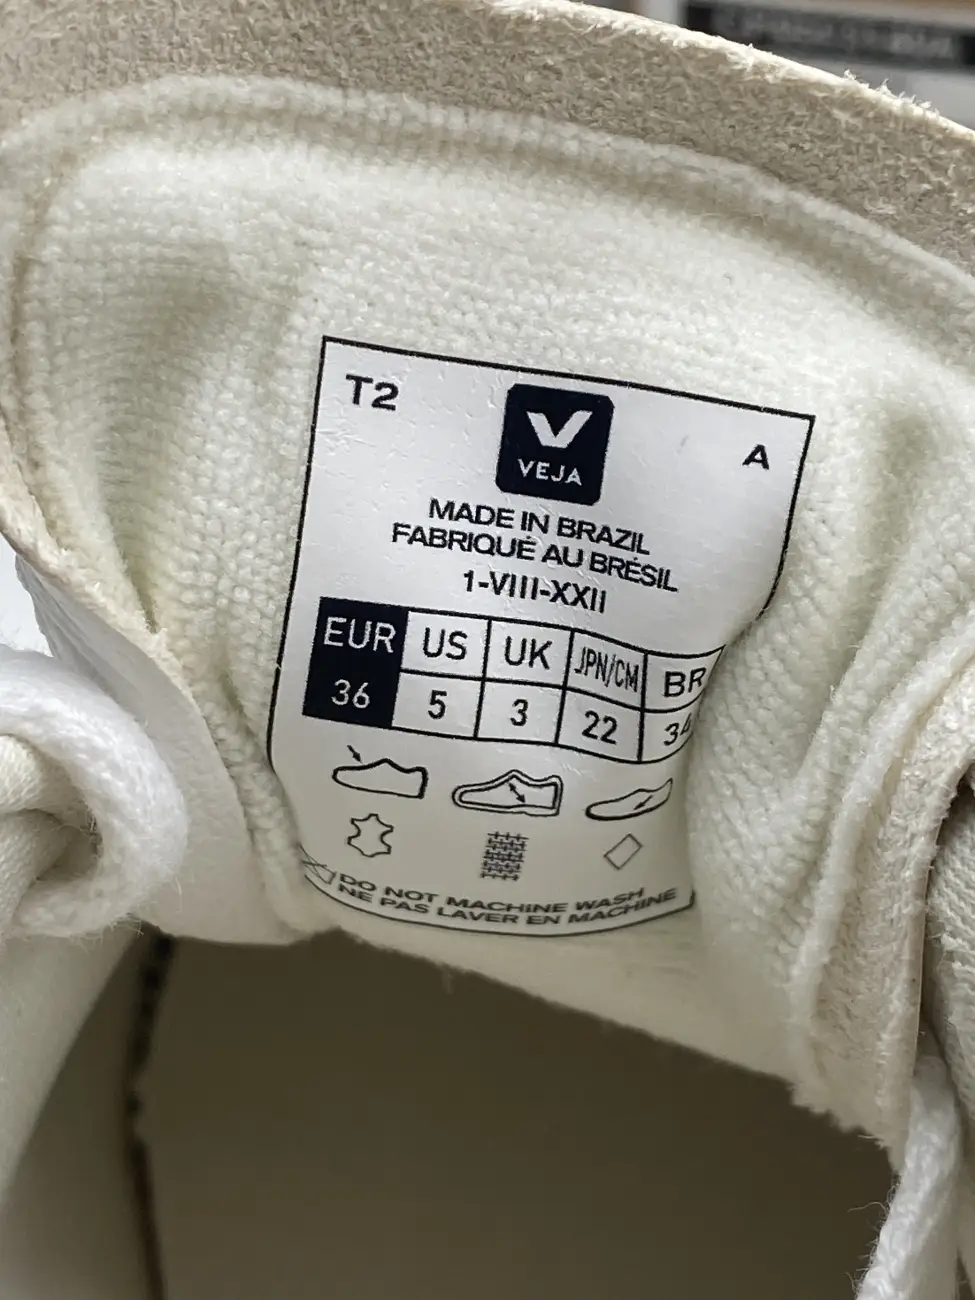 T2
VEJA
A
MADE IN BRAZIL
FABRIQUÉ AU BRÉSIL
1-VIII-XXII
EUR US UK JPN/CM BR
36 5 3 22 34
DO NOT MACHINE WASH
NE PAS LAVER EN MACHINE